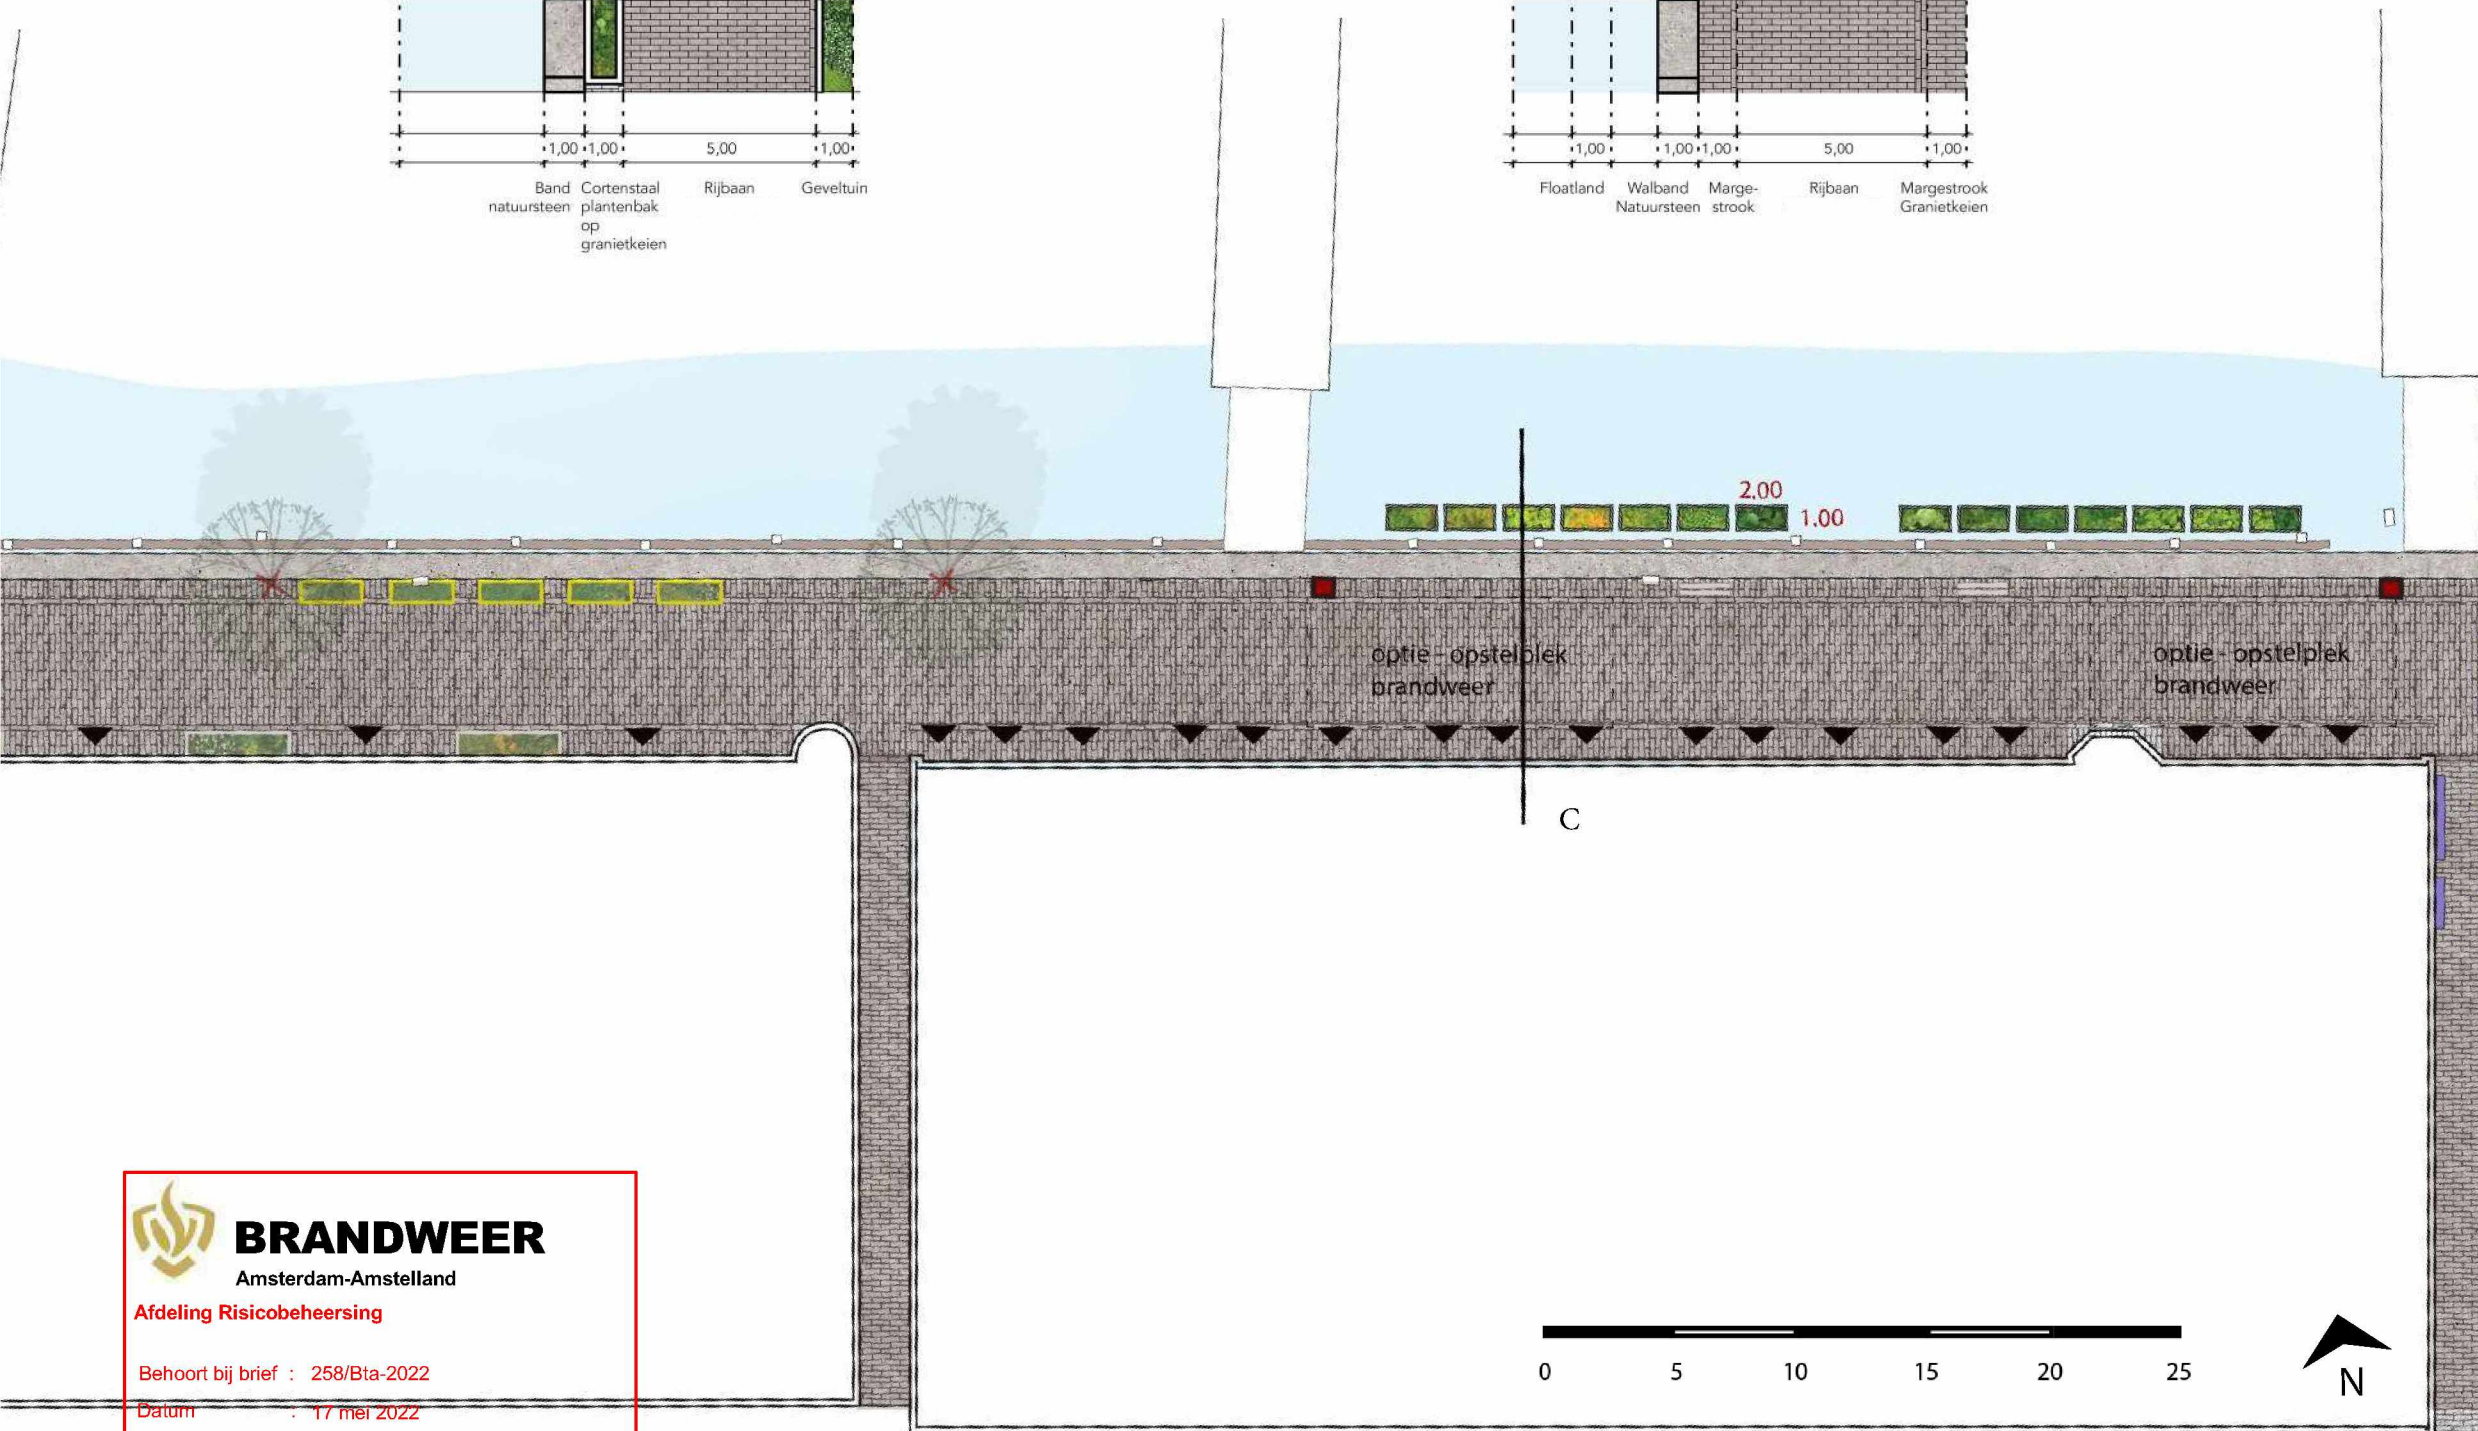 1,00 1,00 5,00 1,00
Band natuursteen
Cortenstaal plantenbak op granietkeien
Rijbaan
Geveltuin
1,00 1,00 1,00 5,00 1,00
Floatland
Walband Natuursteen
Marge-strook
Rijbaan
Margestrook Granietkeien
2.00
1.00
optie - opstelplek
brandweer
optie - opstelplek
brandweer
C
BRANDWEER
Amsterdam-Amstelland
Afdeling Risicobeheersing
Behoort bij brief : 258/Bta-2022
Datum : 17 mei 2022
0 5 10 15 20 25
N